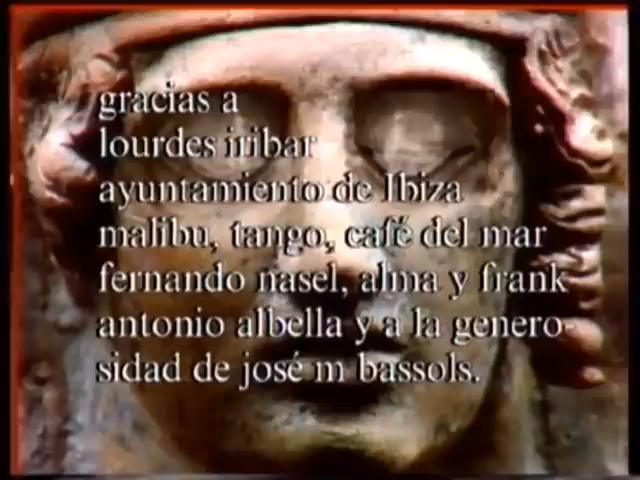 gracias a
lourdes iribar
ayuntamiento de Ibiza
malibu, tango, café del mar
fernando nasel, alma y frank
antonio albella y a la genero-
sidad de josé m bassols.